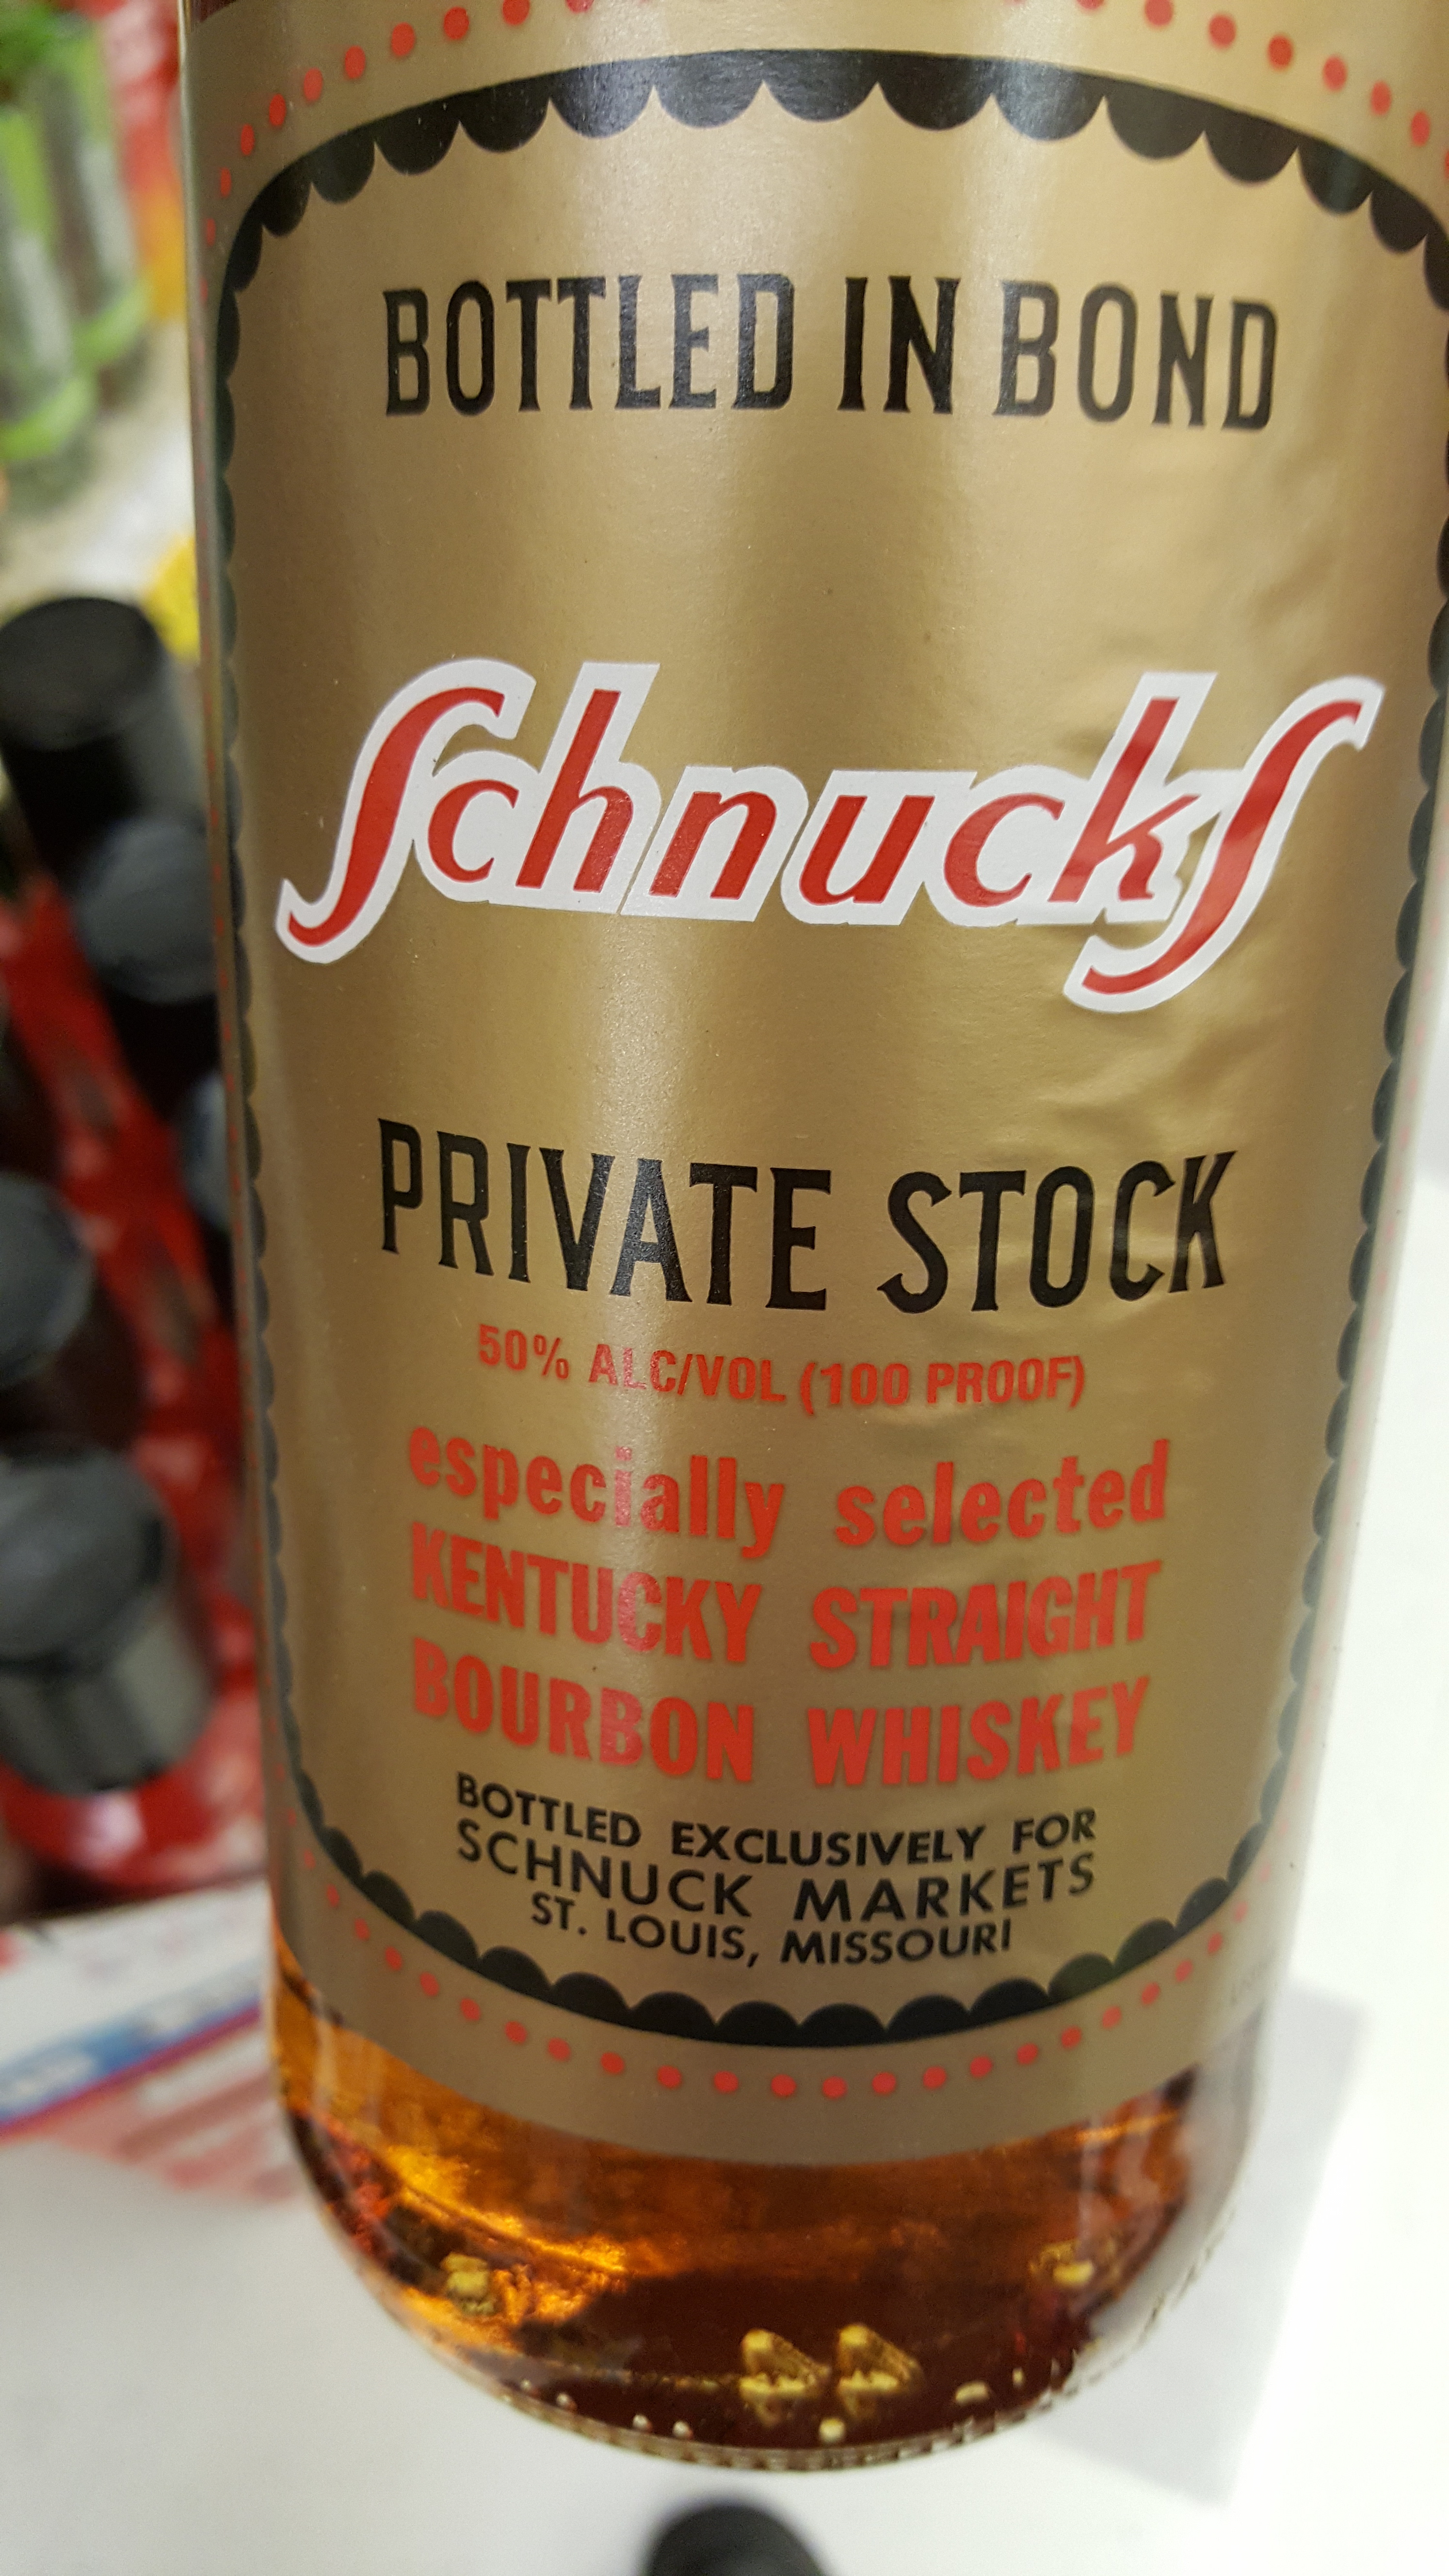 BOTTLED IN BOND
Schnucks
PRIVATE STOCK
50% ALC/VOL (100 PROOF)
especially selected
KENTUCKY STRAIGHT
BOURBON WHISKEY
BOTTLED EXCLUSIVELY FOR
SCHNUCK MARKETS
ST. LOUIS, MISSOURI